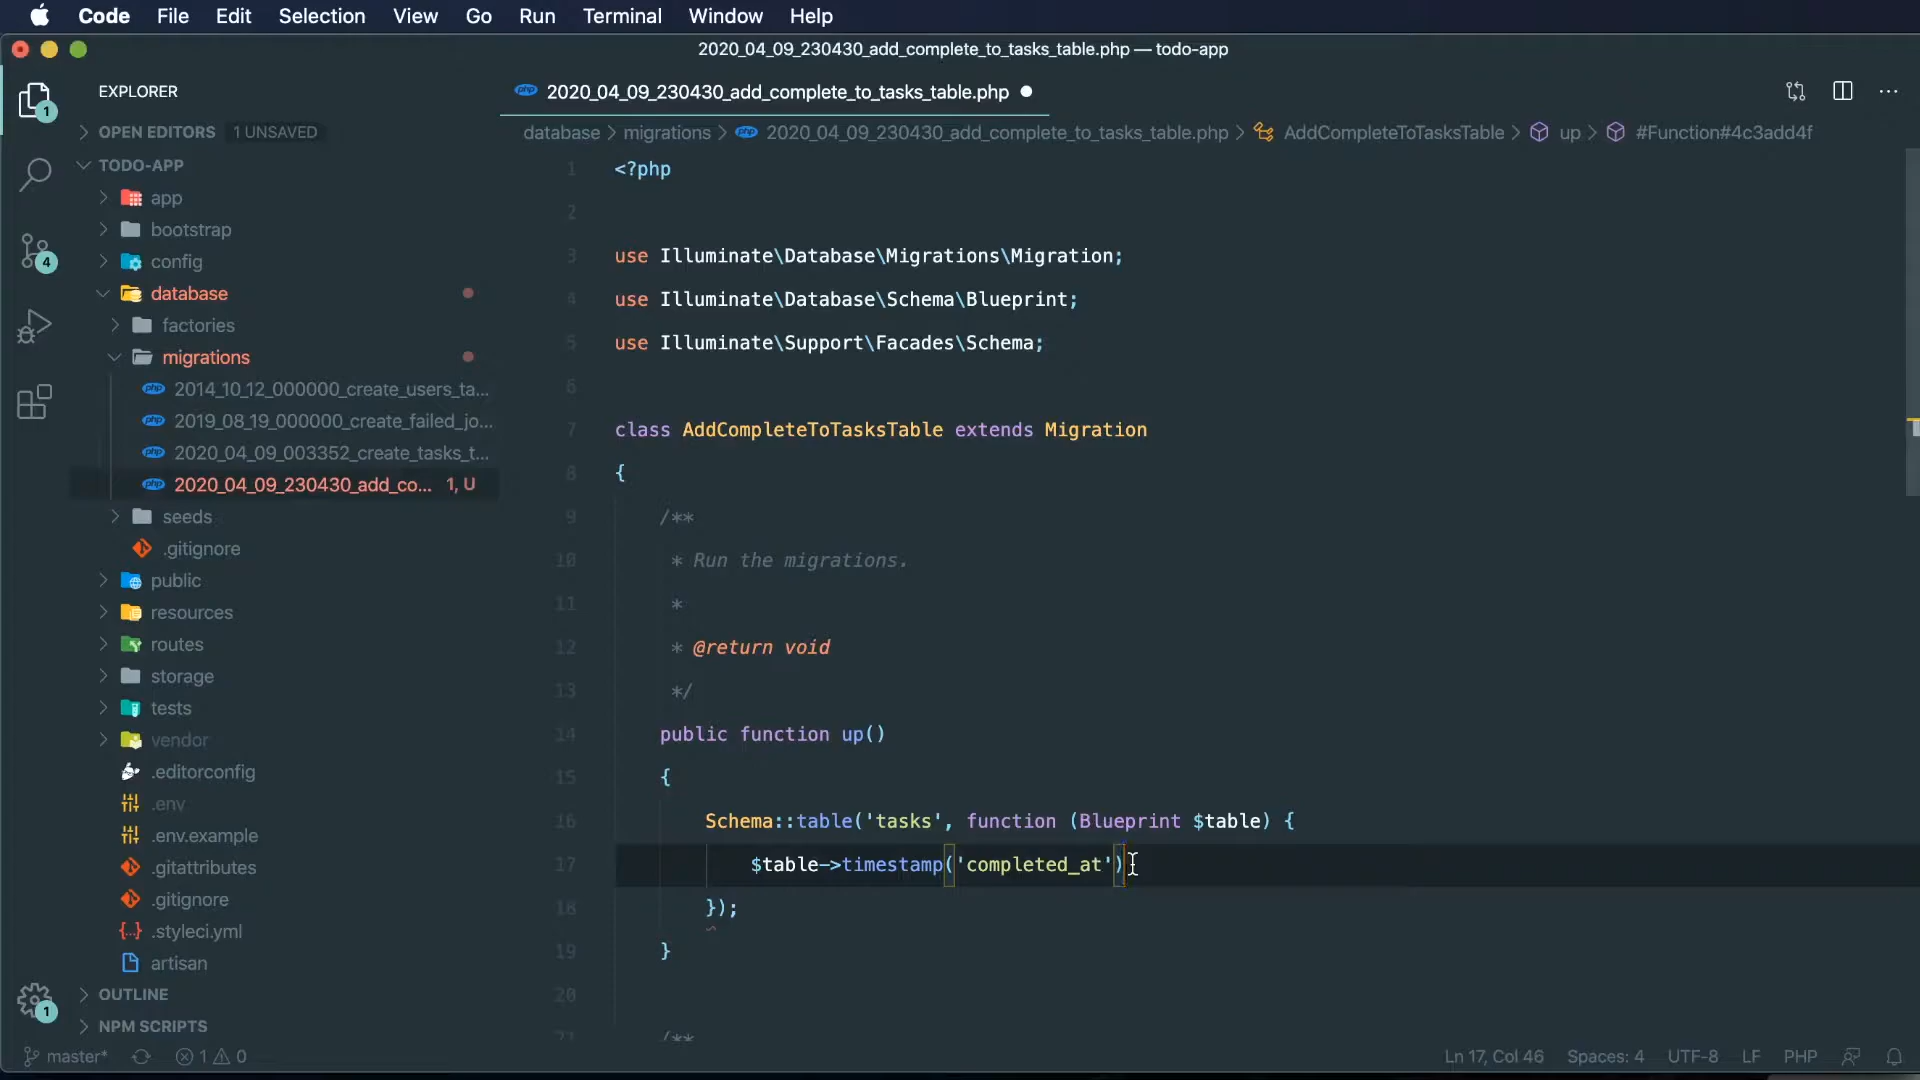 Code File Edit Selection View Go Run Terminal Window Help
2020_04_09_230430_add_complete_to_tasks_table.php — todo-app
EXPLORER
OPEN EDITORS 1 UNSAVED
TODO-APP
app
bootstrap
config
database
factories
migrations
2014_10_12_000000_create_users_ta...
2019_08_19_000000_create_failed_jo...
2020_04_09_003352_create_tasks_t...
2020_04_09_230430_add_co... 1, U
seeds
.gitignore
public
resources
routes
storage
tests
vendor
.editorconfig
.env
.env.example
.gitattributes
.gitignore
.styleci.yml
artisan
OUTLINE
NPM SCRIPTS
1
4
1
2020_04_09_230430_add_complete_to_tasks_table.php
database > migrations > 2020_04_09_230430_add_complete_to_tasks_table.php > AddCompleteToTasksTable > up > #Function#4c3add4f
1 <?php
2
3 use Illuminate\Database\Migrations\Migration;
4 use Illuminate\Database\Schema\Blueprint;
5 use Illuminate\Support\Facades\Schema;
6
7 class AddCompleteToTasksTable extends Migration
8 {
9 /**
10 * Run the migrations.
11 *
12 * @return void
13 */
14 public function up()
15 {
16 Schema::table('tasks', function (Blueprint $table) {
17 $table->timestamp('completed_at')
18 });
19 }
20
21 /**
master* 1 0 Ln 17, Col 46 Spaces: 4 UTF-8 LF PHP